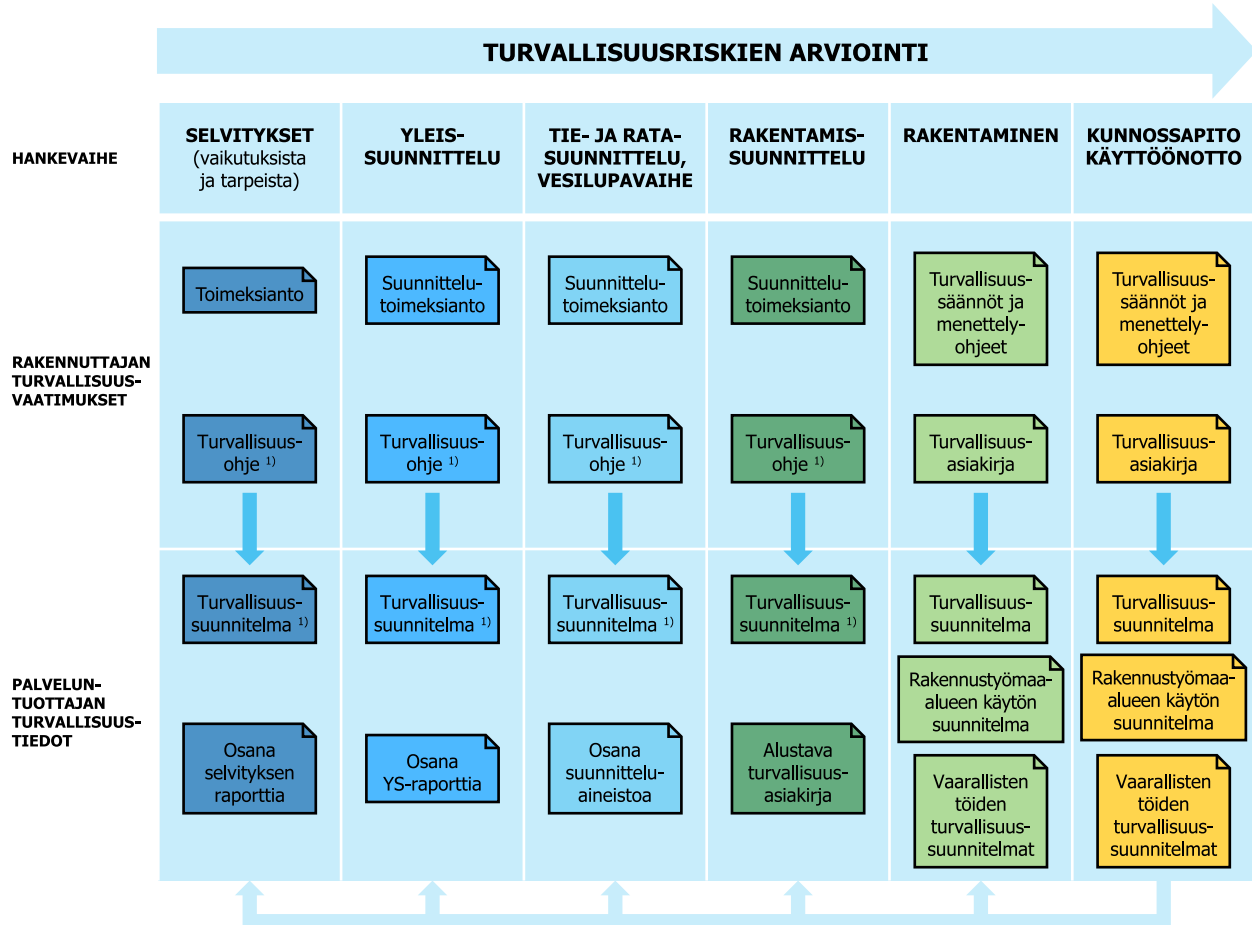 TURVALLISUUSRISKIEN ARVIOINTI
HANKEVAIHE
SELVITYKSET
(vaikutuksista
ja tarpeista)
YLEIS-
SUUNNITTELU
TIE- JA RATA-
SUUNNITTELU,
VESILUPAVAIHE
RAKENTAMIS-
SUUNNITTELU
RAKENTAMINEN
KUNNOSSAPITO
KÄYTTÖÖNOTTO
RAKENNUTTAJAN
TURVALLISUUS-
VAATIMUKSET
Toimeksianto
Suunnittelu-
toimeksianto
Suunnittelu-
toimeksianto
Suunnittelu-
toimeksianto
Turvallisuus-
säännöt ja
menettely-
ohjeet
Turvallisuus-
säännöt ja
menettely-
ohjeet
Turvallisuus-
ohje 1)
Turvallisuus-
ohje 1)
Turvallisuus-
ohje 1)
Turvallisuus-
ohje 1)
Turvallisuus-
asiakirja
Turvallisuus-
asiakirja
PALVELUN-
TUOTTAJAN
TURVALLISUUS-
TIEDOT
Turvallisuus-
suunnitelma 1)
Turvallisuus-
suunnitelma 1)
Turvallisuus-
suunnitelma 1)
Turvallisuus-
suunnitelma 1)
Turvallisuus-
suunnitelma
Turvallisuus-
suunnitelma
Rakennustyömaa-
alueen käytön
suunnitelma
Rakennustyömaa-
alueen käytön
suunnitelma
Osana
selvityksen
raporttia
Osana
YS-raporttia
Osana
suunnittelu-
aineistoa
Alustava
turvallisuus-
asiakirja
Vaarallisten
töiden
turvallisuus-
suunnitelmat
Vaarallisten
töiden
turvallisuus-
suunnitelmat